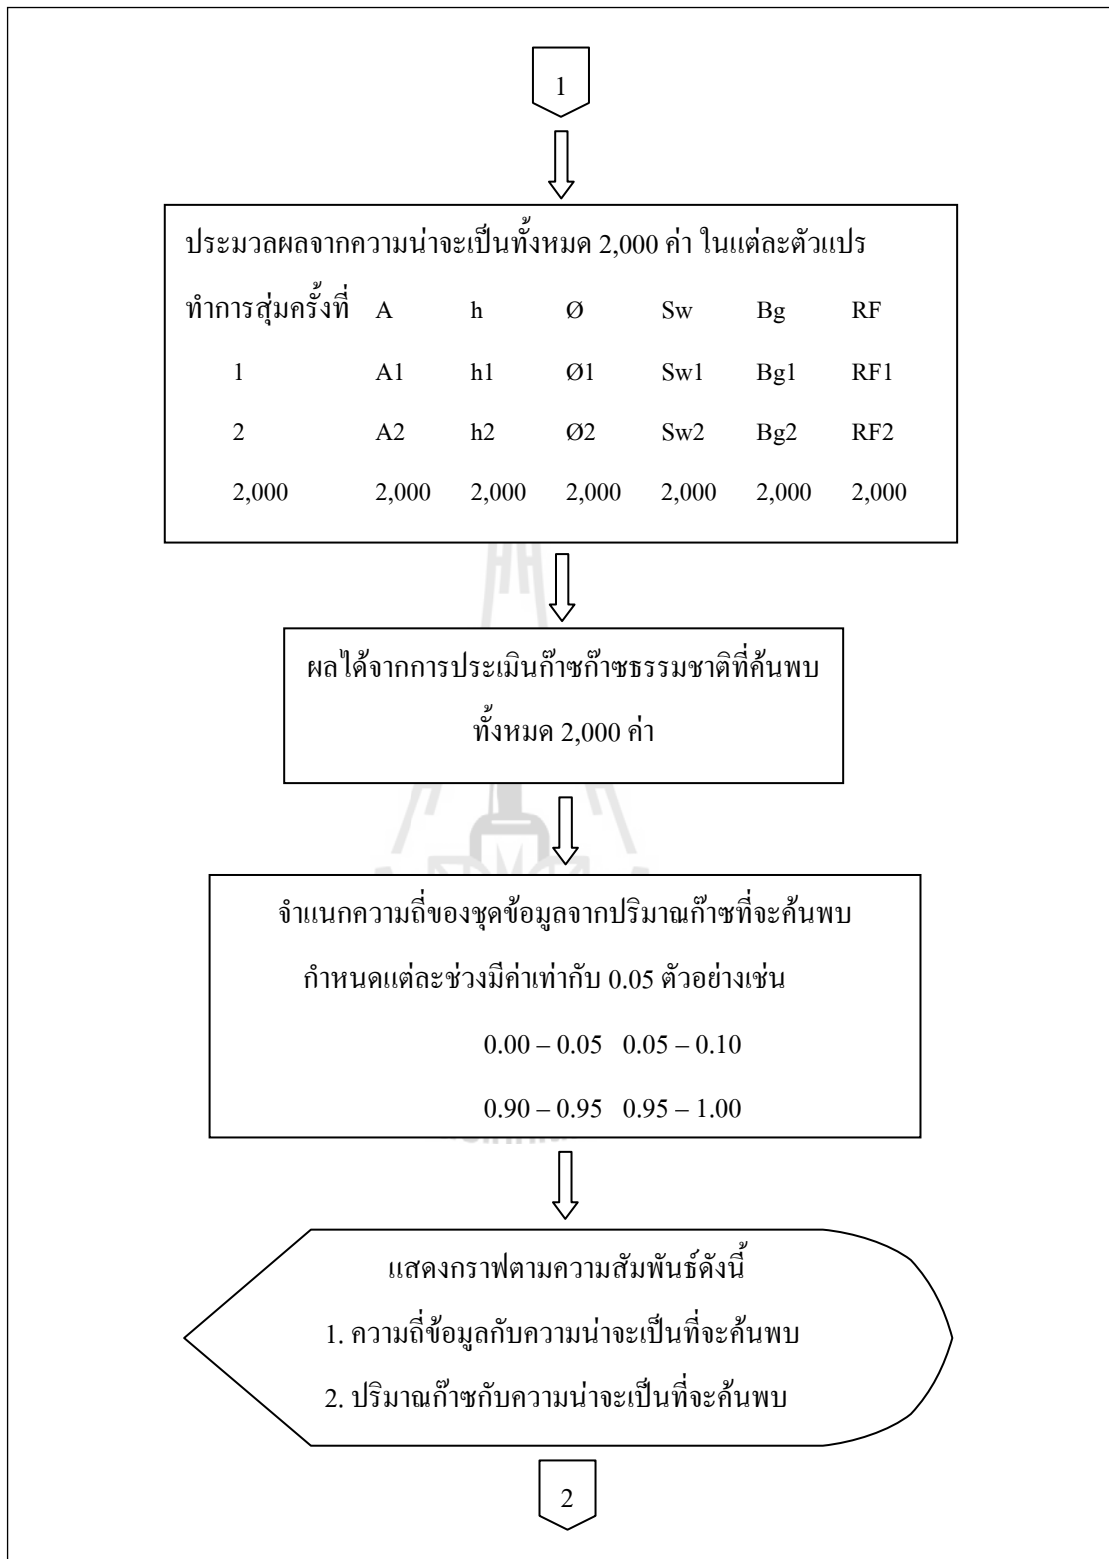 1
ประมวลผลจากความน่าจะเป็นทั้งหมด 2,000 ค่า ในแต่ละตัวแปร
ทำการสุ่มครั้งที่ A h Ø Sw Bg RF
1 A1 h1 Ø1 Sw1 Bg1 RF1
2 A2 h2 Ø2 Sw2 Bg2 RF2
2,000 2,000 2,000 2,000 2,000 2,000 2,000
ผลได้จากการประเมินก๊าซก๊าซธรรมชาติที่ค้นพบ
ทั้งหมด 2,000 ค่า
จำแนกความถี่ของชุดข้อมูลจากปริมาณก๊าซที่จะค้นพบ
กำหนดแต่ละช่วงมีค่าเท่ากับ 0.05 ตัวอย่างเช่น
0.00 – 0.05 0.05 – 0.10
0.90 – 0.95 0.95 – 1.00
แสดงกราฟตามความสัมพันธ์ดังนี้
1. ความถี่ข้อมูลกับความน่าจะเป็นที่จะค้นพบ
2. ปริมาณก๊าซกับความน่าจะเป็นที่จะค้นพบ
2